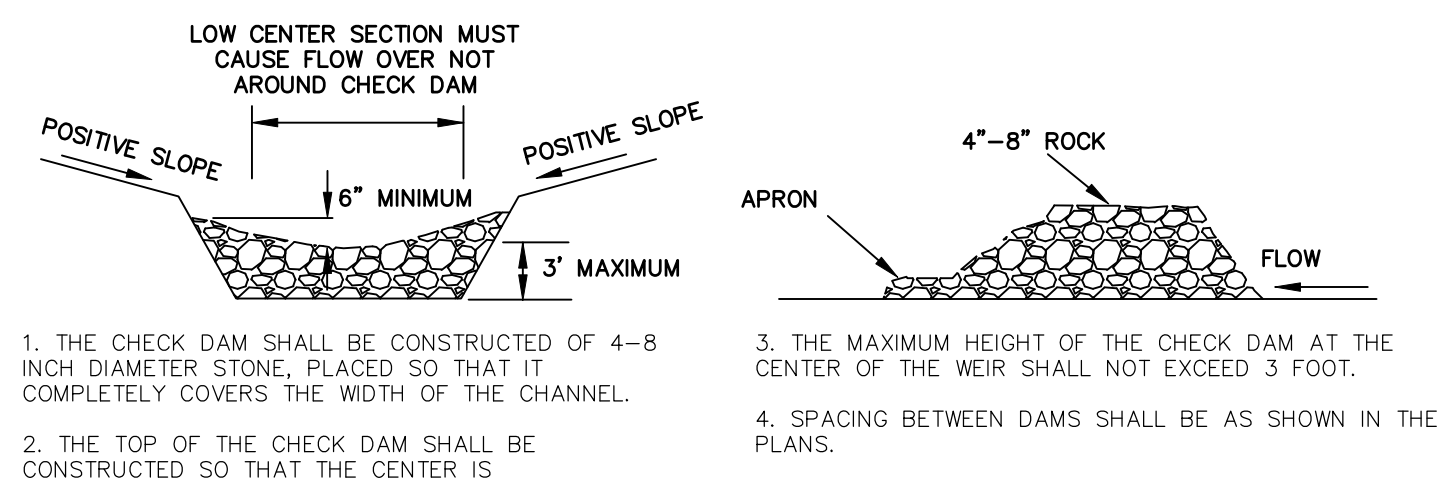 LOW CENTER SECTION MUST
CAUSE FLOW OVER NOT
AROUND CHECK DAM
POSITIVE SLOPE
POSITIVE SLOPE
6" MINIMUM
3' MAXIMUM
4"-8" ROCK
APRON
FLOW
1. THE CHECK DAM SHALL BE CONSTRUCTED OF 4-8
INCH DIAMETER STONE, PLACED SO THAT IT
COMPLETELY COVERS THE WIDTH OF THE CHANNEL.
2. THE TOP OF THE CHECK DAM SHALL BE
CONSTRUCTED SO THAT THE CENTER IS
3. THE MAXIMUM HEIGHT OF THE CHECK DAM AT THE
CENTER OF THE WEIR SHALL NOT EXCEED 3 FOOT.
4. SPACING BETWEEN DAMS SHALL BE AS SHOWN IN THE
PLANS.